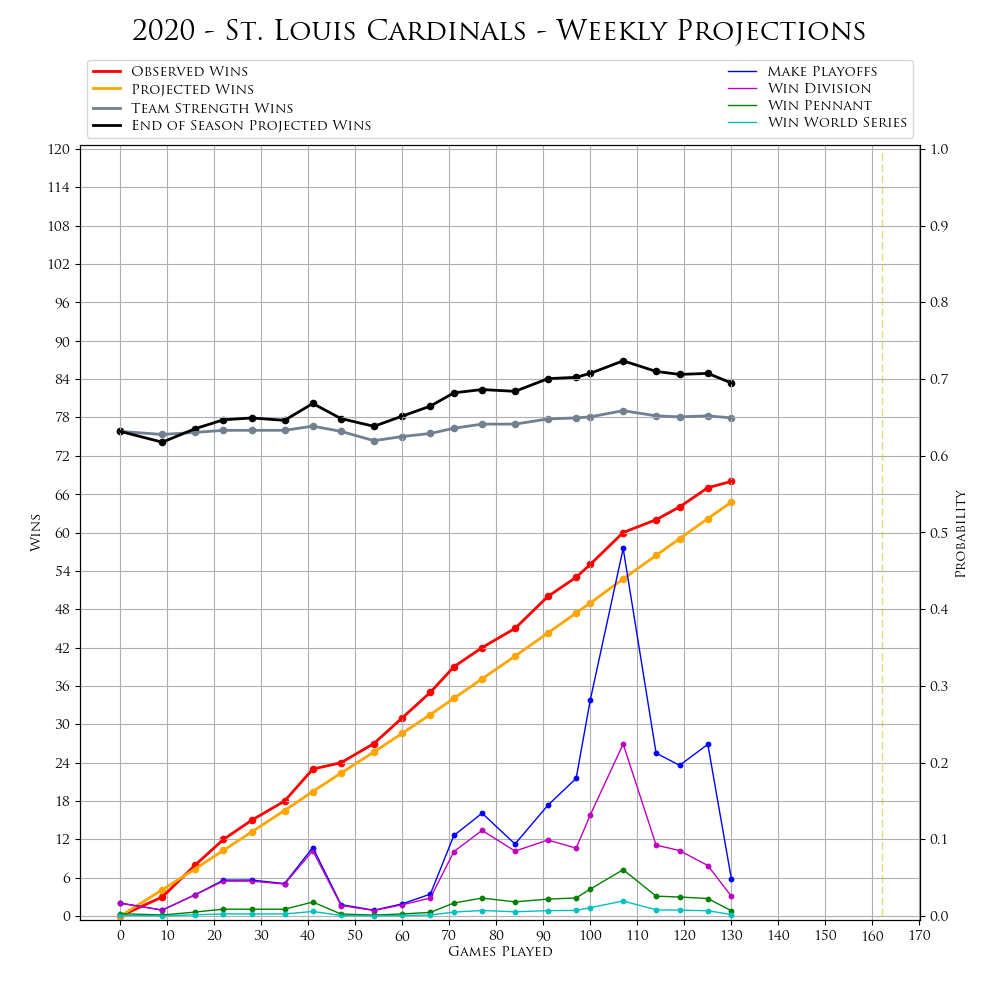 2020 - St. Louis Cardinals - Weekly Projections
Observed Wins
Projected Wins
Team Strength Wins
End of Season Projected Wins
Make Playoffs
Win Division
Win Pennant
Win World Series
120
114
108
102
96
90
84
78
72
66
60
54
48
42
36
30
24
18
12
6
0
Wins
1.0
0.9
0.8
0.7
0.6
0.5
0.4
0.3
0.2
0.1
0.0
Probability
0 10 20 30 40 50 60 70 80 90 100 110 120 130 140 150 160 170
Games Played